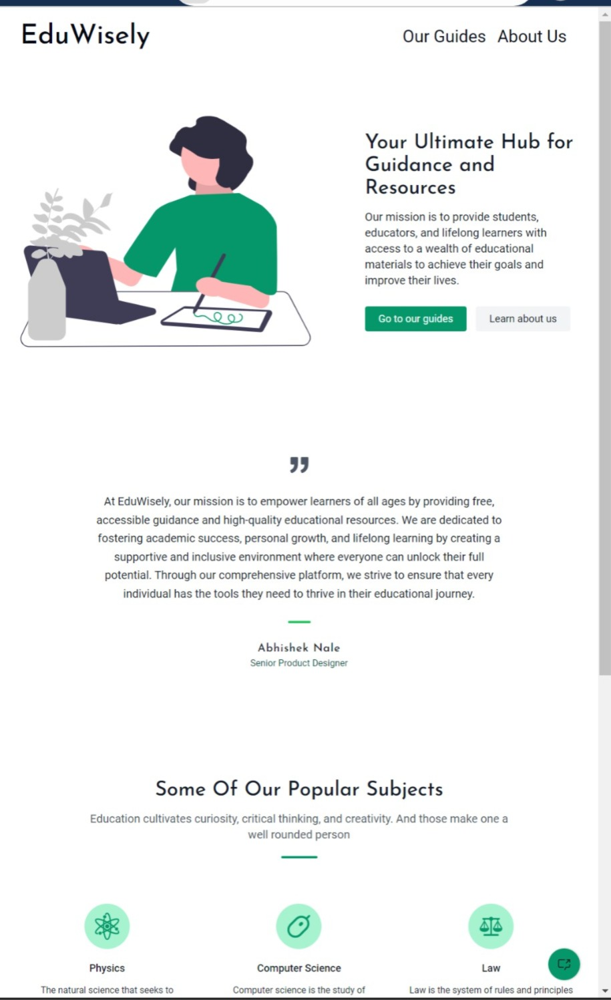 EduWisely
Our Guides About Us
Your Ultimate Hub for
Guidance and
Resources
Our mission is to provide students,
educators, and lifelong learners with
access to a wealth of educational
materials to achieve their goals and
improve their lives.
Go to our guides Learn about us
”
At EduWisely, our mission is to empower learners of all ages by providing free,
accessible guidance and high-quality educational resources. We are dedicated to
fostering academic success, personal growth, and lifelong learning by creating a
supportive and inclusive environment where everyone can unlock their full
potential. Through our comprehensive platform, we strive to ensure that every
individual has the tools they need to thrive in their educational journey.
Abhishek Nale
Senior Product Designer
Some Of Our Popular Subjects
Education cultivates curiosity, critical thinking, and creativity. And those make one a
well rounded person
Physics Computer Science Law
The natural science that seeks to Computer science is the study of Law is the system of rules and principles